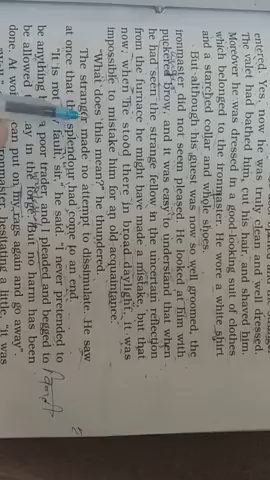 entered. Yes, now he was truly clean and well dressed.
The valet had bathed him, cut his hair, and shaved him.
Moreover he was dressed in a good-looking suit of clothes
which belonged to the ironmaster. He wore a white shirt
and a starched collar and whole shoes.
But although his guest was now so well groomed, the
ironmaster did not seem pleased. He looked at him with
puckered brow, and it was easy to understand that when
he had seen the strange fellow in the uncertain reflection
from the furnace he might have made a mistake, but that
now, when he stood there in broad daylight, it was
impossible to mistake him for an old acquaintance.
"What does this mean?" he thundered.
The stranger made no attempt to dissimulate. He saw
at once that the splendour had come to an end.
"It is not my fault, sir," he said. "I never pretended to
be anything but a poor trader, and I pleaded and begged to
be allowed to stay in the forge. But no harm has been
done. At worst I can put on my rags again and go away".
ironmaster, hesitating a little, "it was